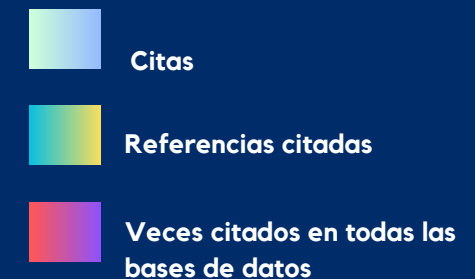 Citas
Referencias citadas
Veces citados en todas las
bases de datos